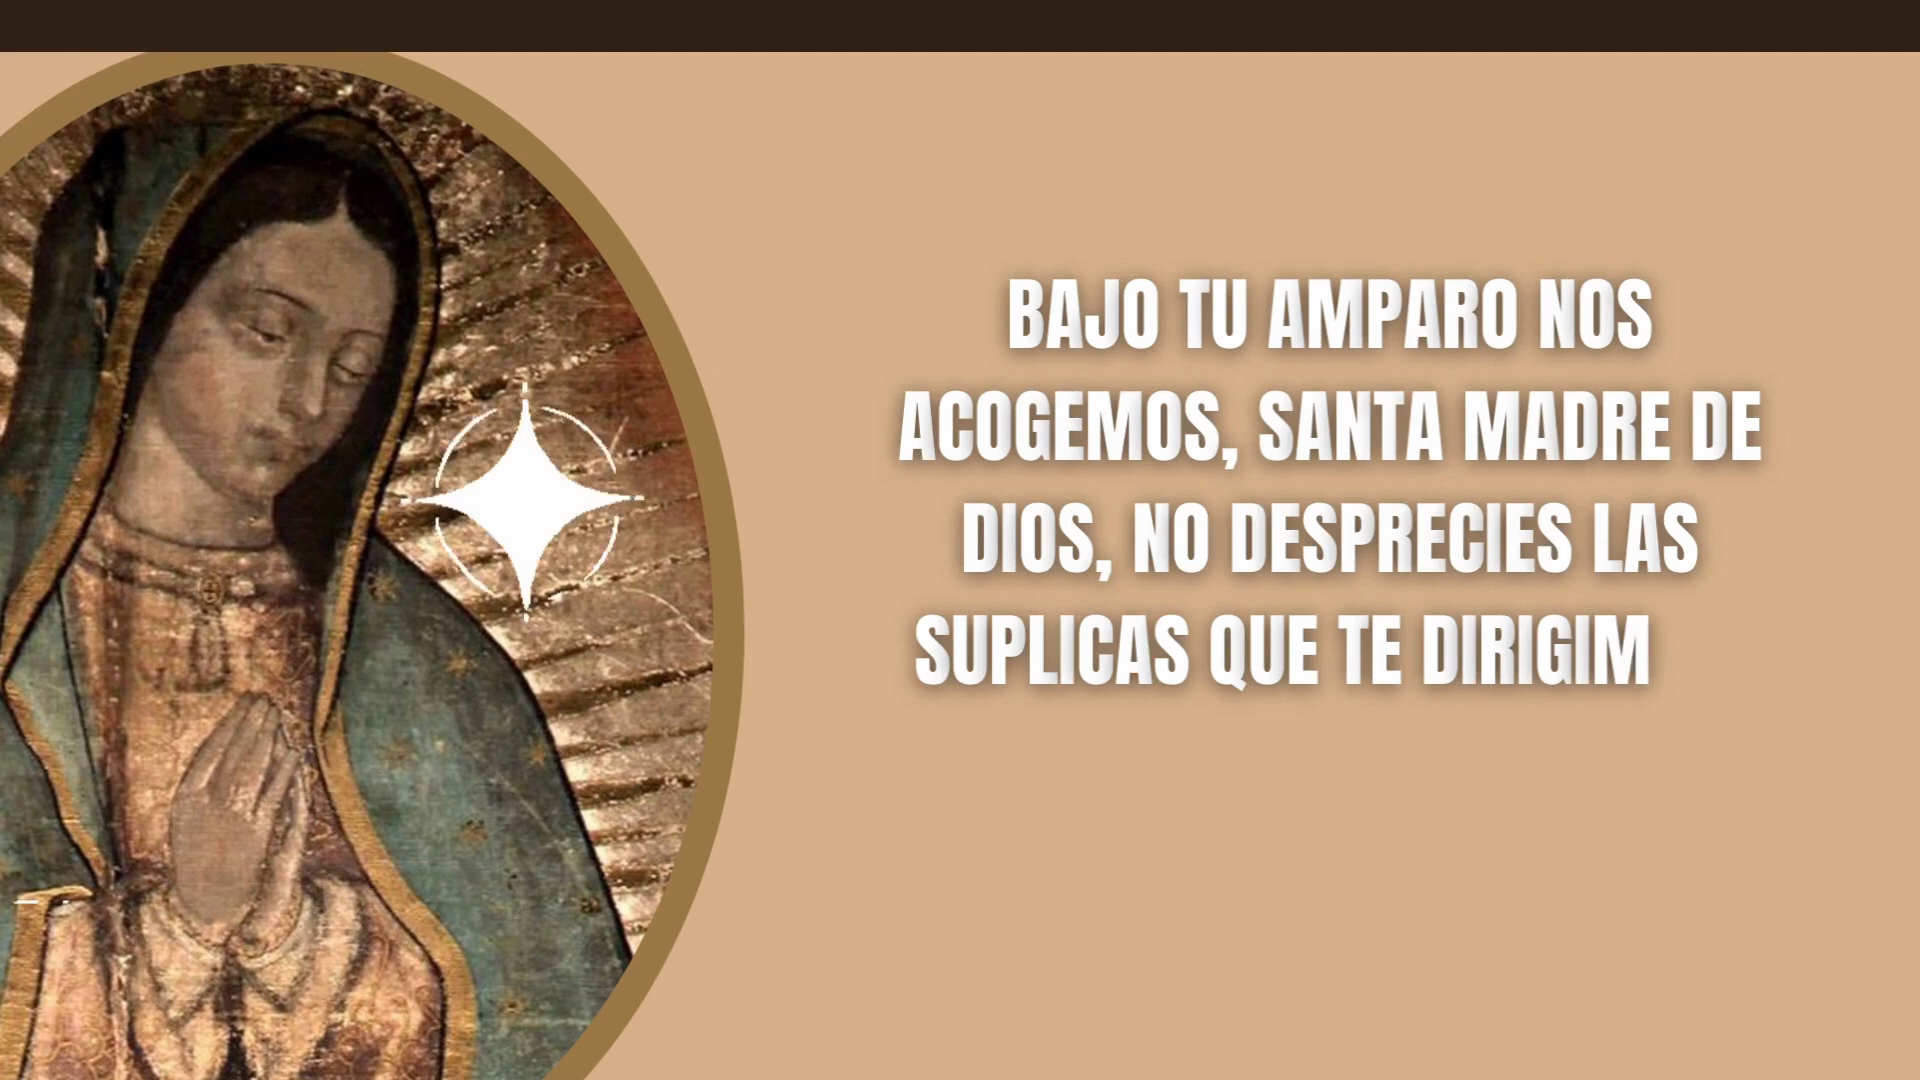 BAJO TU AMPARO NOS
ACOGEMOS, SANTA MADRE DE
DIOS, NO DESPRECIES LAS
SUPLICAS QUE TE DIRIGIM